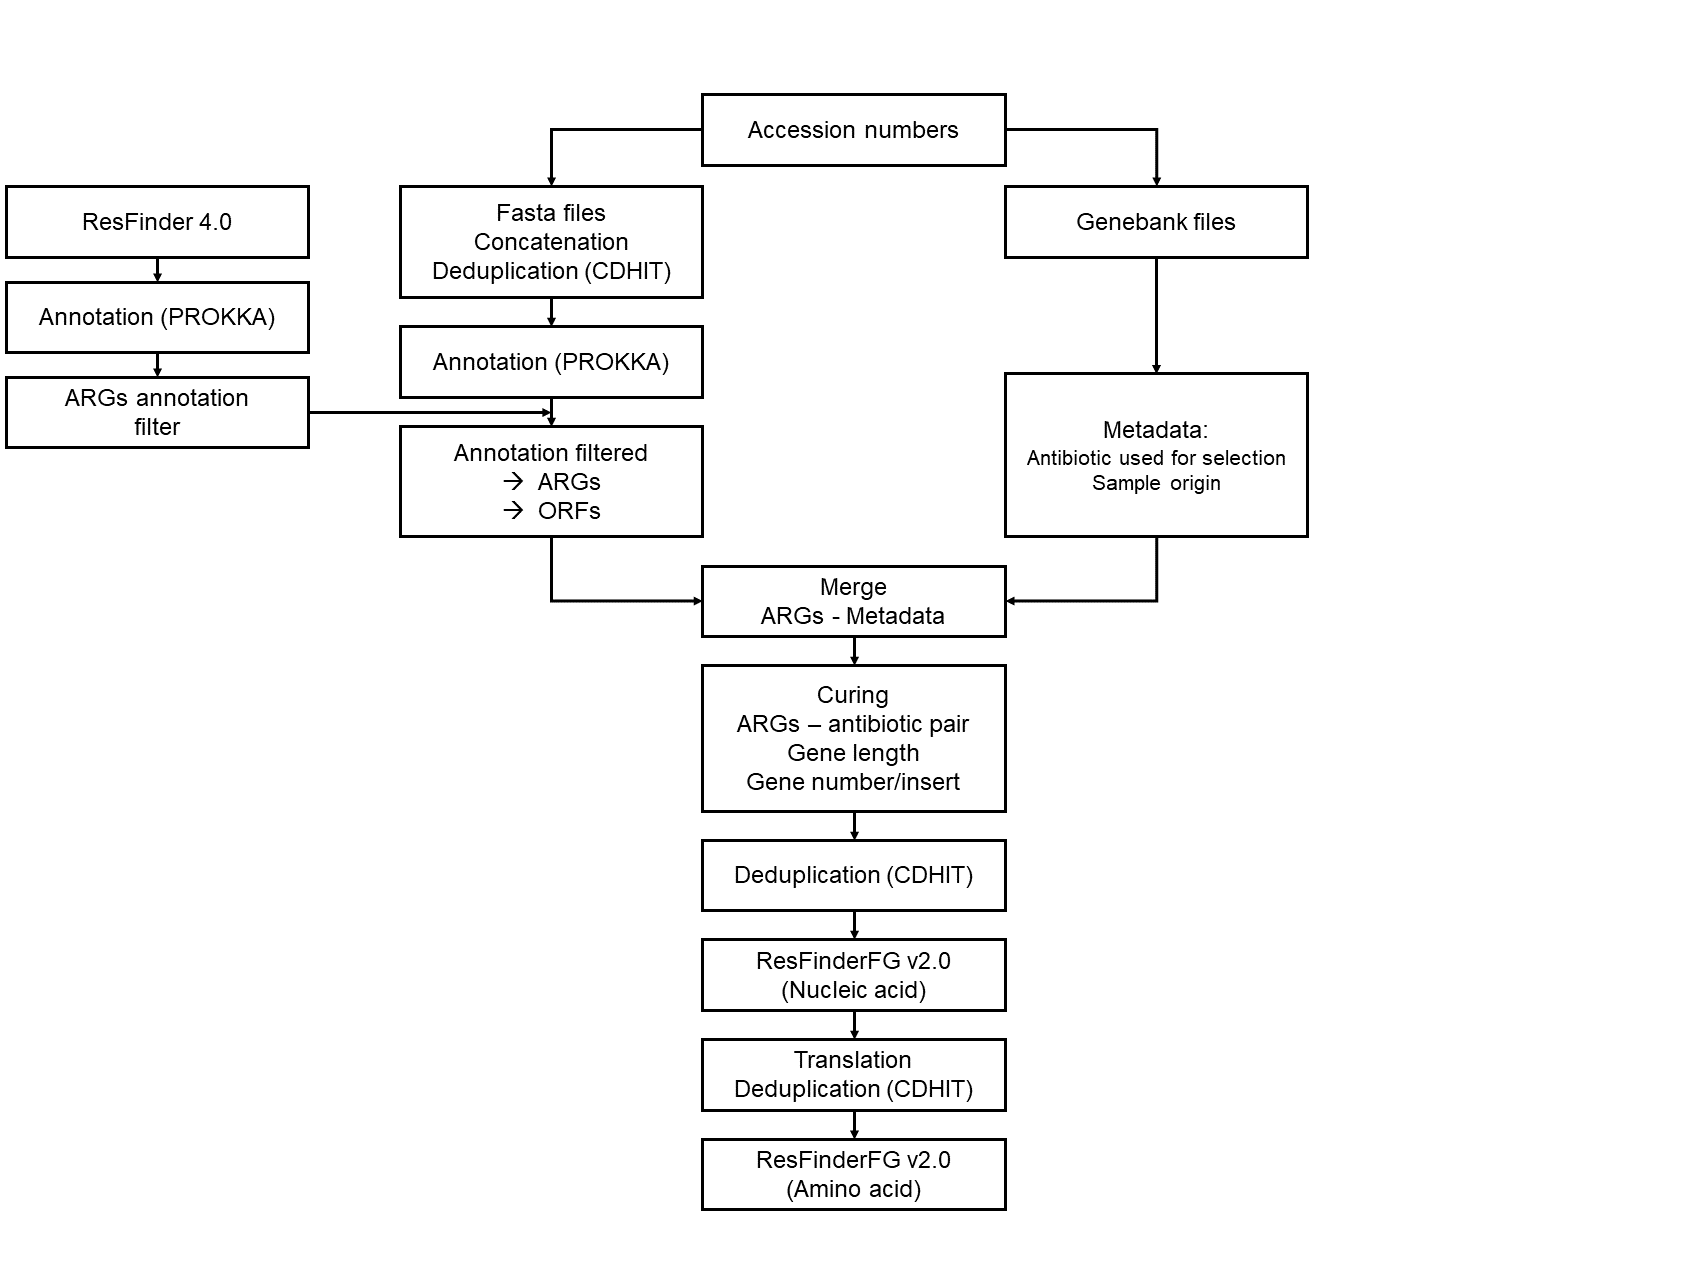 Accession numbers
ResFinder 4.0
Annotation (PROKKA)
ARGs annotation
filter
Fasta files
Concatenation
Deduplication (CDHIT)
Annotation (PROKKA)
Annotation filtered
→ ARGs
→ ORFs
Genebank files
Metadata:
Antibiotic used for selection
Sample origin
Merge
ARGs - Metadata
Curing
ARGs – antibiotic pair
Gene length
Gene number/insert
Deduplication (CDHIT)
ResFinderFG v2.0
(Nucleic acid)
Translation
Deduplication (CDHIT)
ResFinderFG v2.0
(Amino acid)